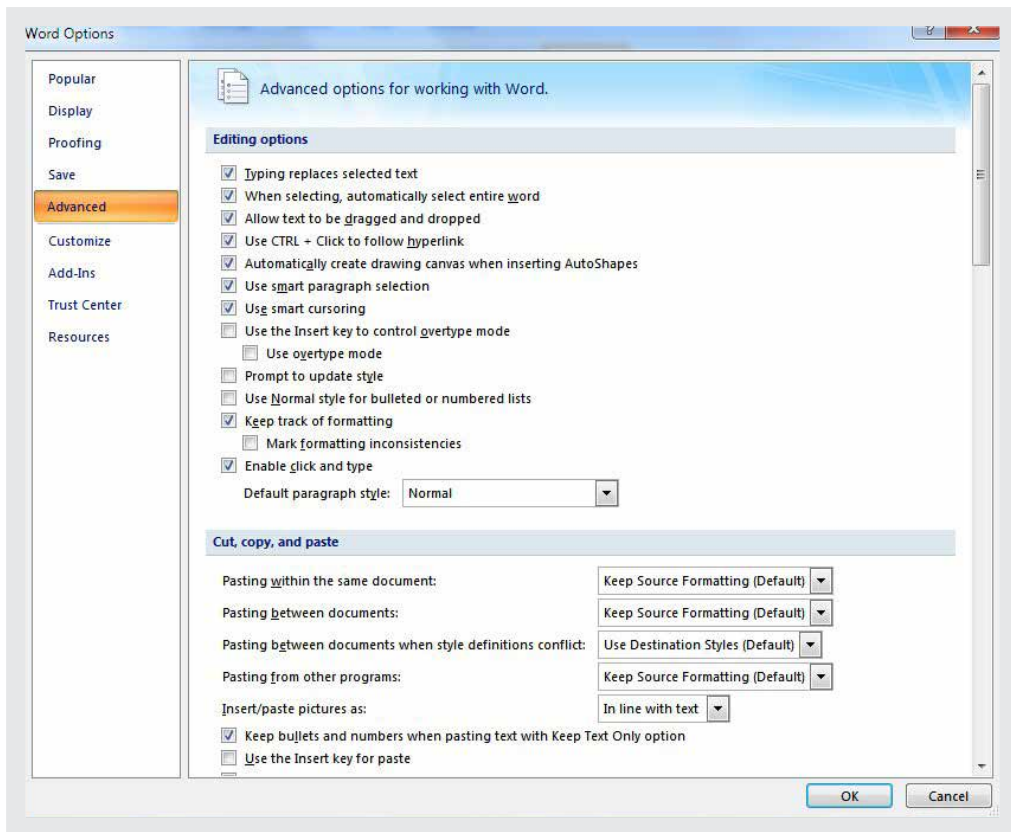 Word Options
Popular
Display
Proofing
Save
Advanced
Customize
Add-Ins
Trust Center
Resources
Advanced options for working with Word.
Editing options
Typing replaces selected text
When selecting, automatically select entire word
Allow text to be dragged and dropped
Use CTRL + Click to follow hyperlink
Automatically create drawing canvas when inserting AutoShapes
Use smart paragraph selection
Use smart cursoring
Use the Insert key to control overtype mode
Use overtype mode
Prompt to update style
Use Normal style for bulleted or numbered lists
Keep track of formatting
Mark formatting inconsistencies
Enable click and type
Default paragraph style: Normal
Cut, copy, and paste
Pasting within the same document: Keep Source Formatting (Default)
Pasting between documents: Keep Source Formatting (Default)
Pasting between documents when style definitions conflict: Use Destination Styles (Default)
Pasting from other programs: Keep Source Formatting (Default)
Insert/paste pictures as: In line with text
Keep bullets and numbers when pasting text with Keep Text Only option
Use the Insert key for paste
OK Cancel